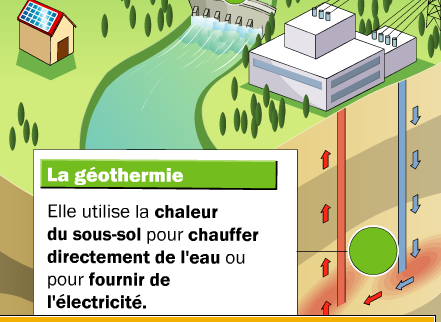 La géothermie
Elle utilise la chaleur
du sous-sol pour chauffer
directement de l'eau ou
pour fournir de
l'électricité.